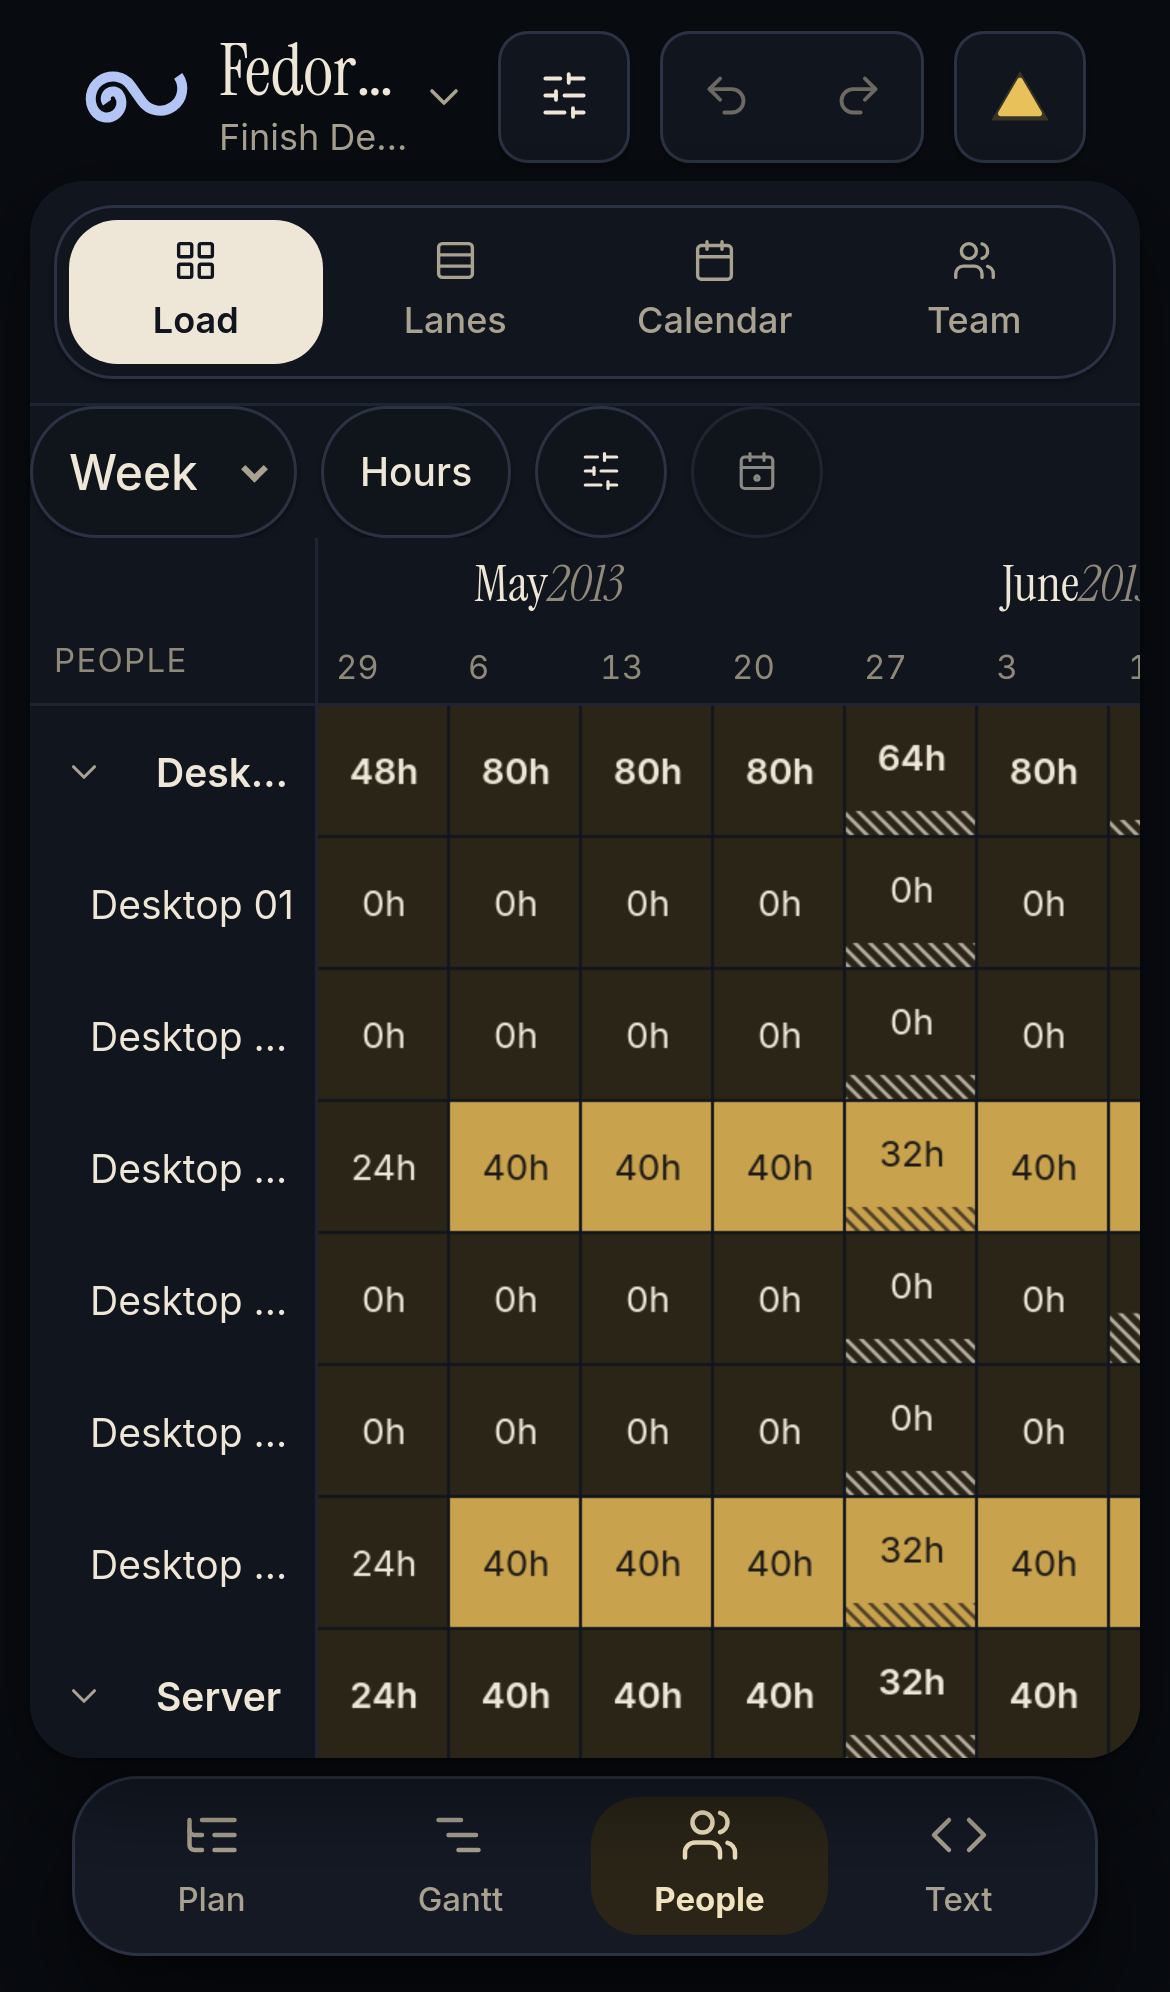 Fedor...
Finish De...
Load Lanes Calendar Team
Week Hours
May2013 June
PEOPLE 29 6 13 20 27 3
Desk... 48h 80h 80h 80h 64h 80h
Desktop 01 0h 0h 0h 0h 0h 0h
Desktop ... 0h 0h 0h 0h 0h 0h
Desktop ... 24h 40h 40h 40h 32h 40h
Desktop ... 0h 0h 0h 0h 0h 0h
Desktop ... 0h 0h 0h 0h 0h 0h
Desktop ... 24h 40h 40h 40h 32h 40h
Server 24h 40h 40h 40h 32h 40h
Plan Gantt People Text